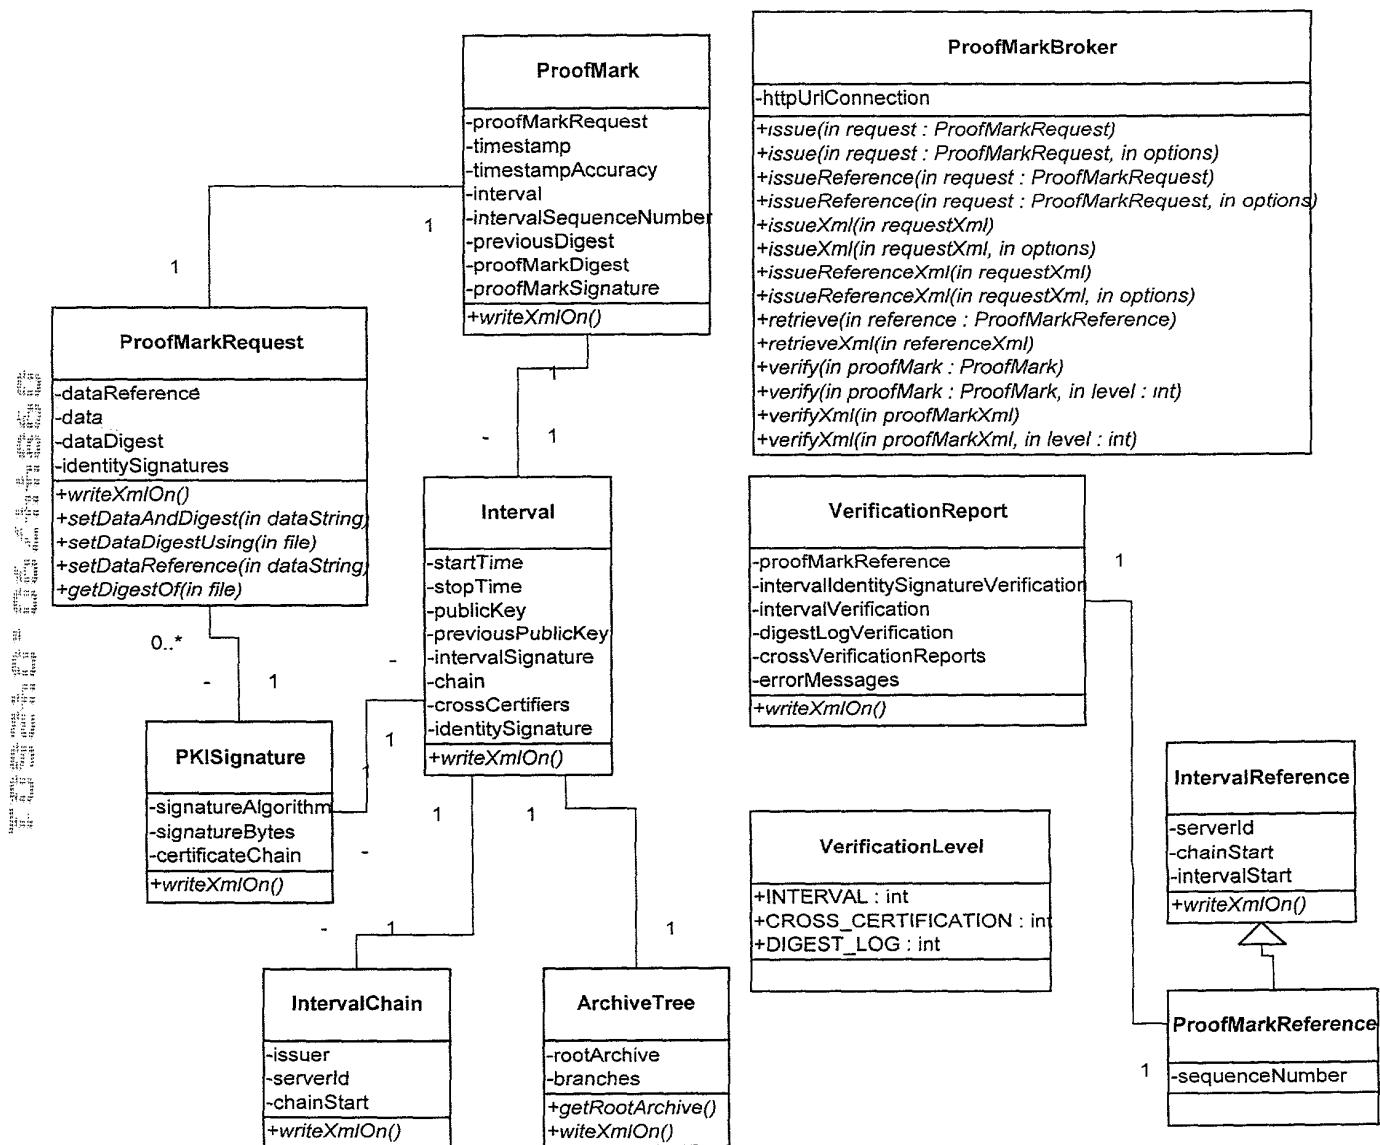 ProofMark
-proofMarkRequest
-timestamp
-timestampAccuracy
-interval
-intervalSequenceNumber
-previousDigest
-proofMarkDigest
-proofMarkSignature
+writeXmlOn()
ProofMarkBroker
-httpUrlConnection
+issue(in request : ProofMarkRequest)
+issue(in request : ProofMarkRequest, in options)
+issueReference(in request : ProofMarkRequest)
+issueReference(in request : ProofMarkRequest, in options)
+issueXml(in requestXml)
+issueXml(in requestXml, in options)
+issueReferenceXml(in requestXml)
+issueReferenceXml(in requestXml, in options)
+retrieve(in reference : ProofMarkReference)
+retrieveXml(in referenceXml)
+verify(in proofMark : ProofMark)
+verify(in proofMark : ProofMark, in level : int)
+verifyXml(in proofMarkXml)
+verifyXml(in proofMarkXml, in level : int)
1
1
ProofMarkRequest
-dataReference
-data
-dataDigest
-identitySignatures
+writeXmlOn()
+setDataAndDigest(in dataString)
+setDataDigestUsing(in file)
+setDataReference(in dataString)
+getDigestOf(in file)
1
- 1
Interval
-startTime
-stopTime
-publicKey
-previousPublicKey
-intervalSignature
-chain
-crossCertifiers
-identitySignature
+writeXmlOn()
VerificationReport
-proofMarkReference
-intervalIdentitySignatureVerification
-intervalVerification
-digestLogVerification
-crossVerificationReports
-errorMessages
+writeXmlOn()
1
0..*
- 1
-
1
PKISignature
-signatureAlgorithm
-signatureBytes
-certificateChain
+writeXmlOn()
1
-
1 1
- 1
1
VerificationLevel
+INTERVAL : int
+CROSS_CERTIFICATION : int
+DIGEST_LOG : int
IntervalReference
-serverId
-chainStart
-intervalStart
+writeXmlOn()
IntervalChain
-issuer
-serverId
-chainStart
+writeXmlOn()
ArchiveTree
-rootArchive
-branches
+getRootArchive()
+witeXmlOn()
ProofMarkReference
-sequenceNumber
1